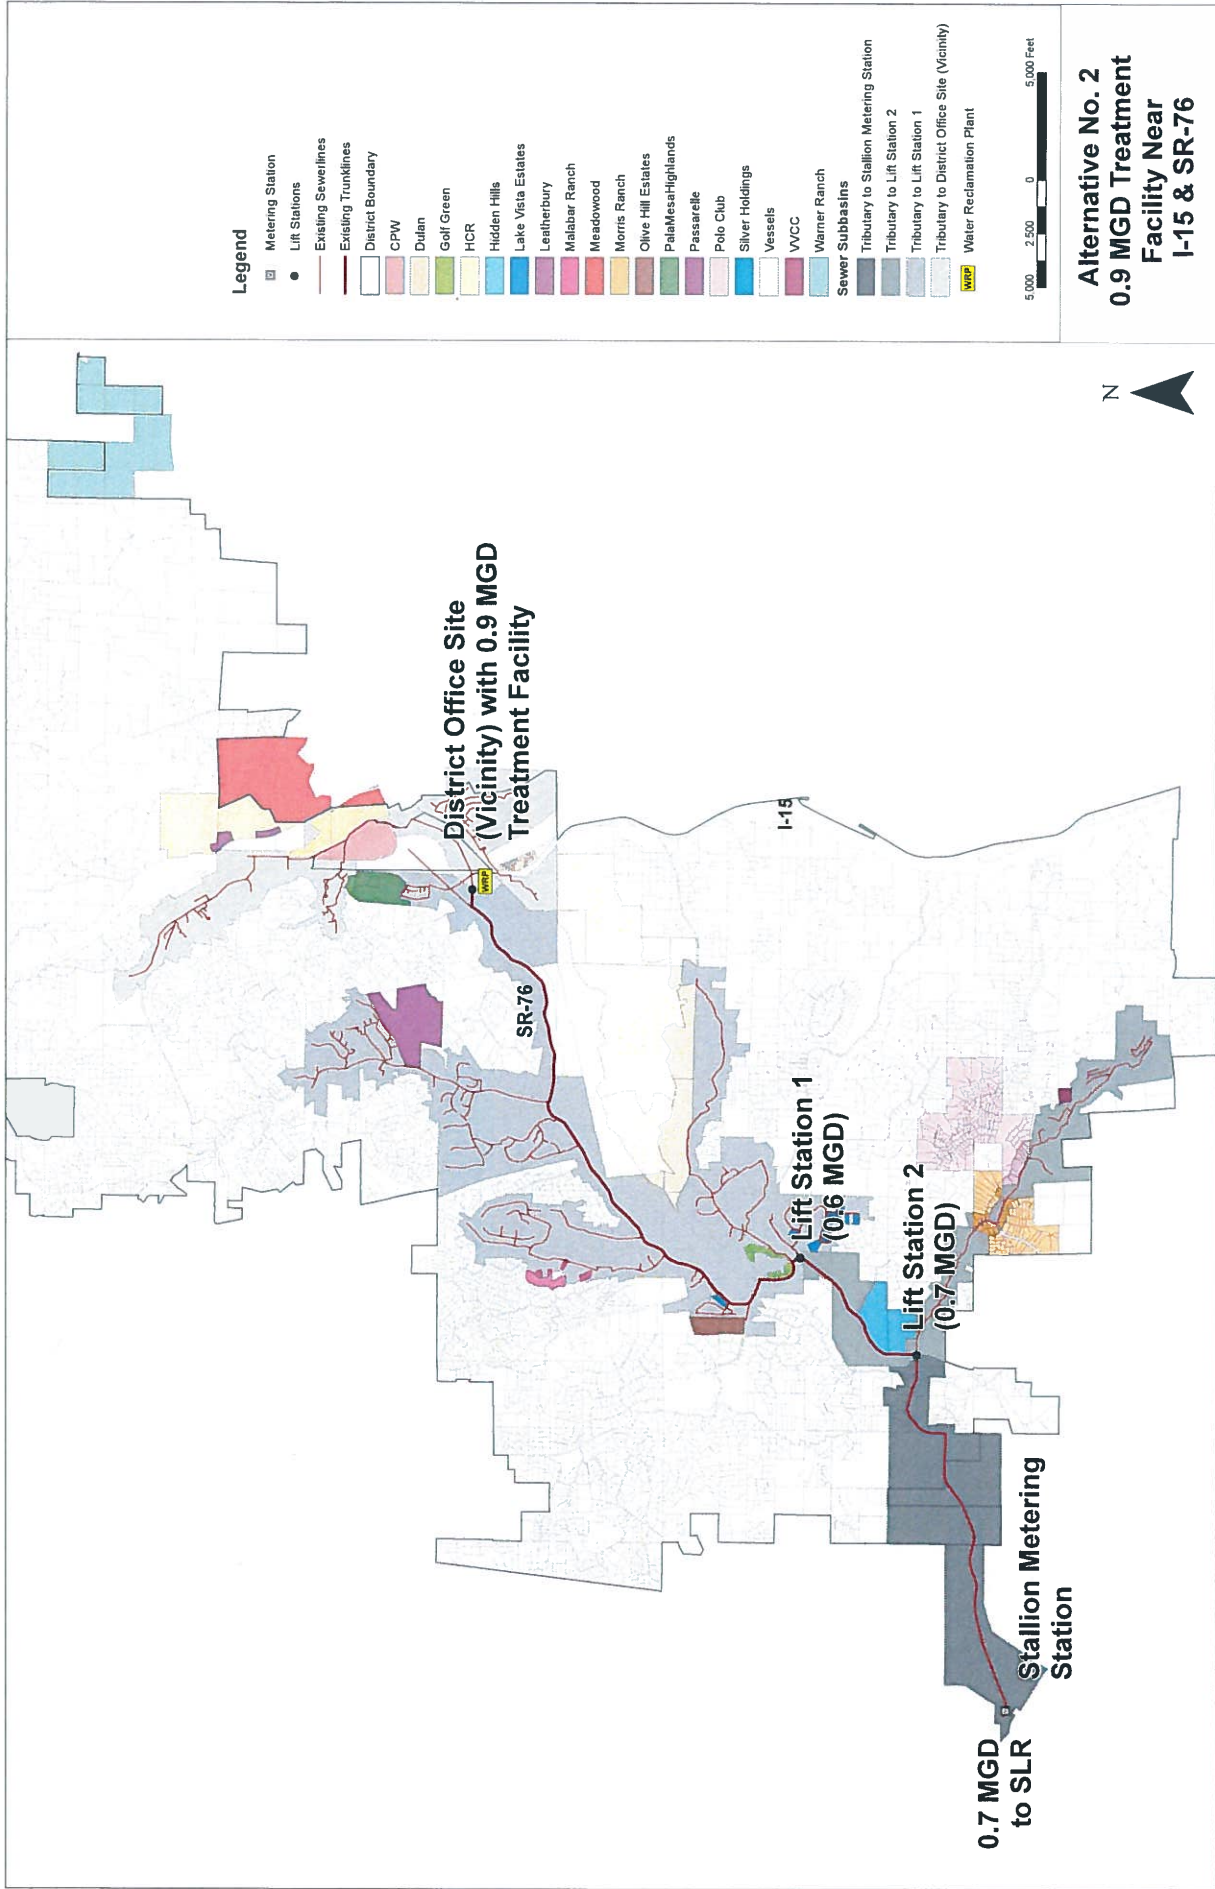 District Office Site
(Vicinity) with 0.9 MGD
Treatment Facility
WRP
SR-76
I-15
Lift Station 1
(0.6 MGD)
Lift Station 2
(0.7 MGD)
Stallion Metering
Station
0.7 MGD
to SLR
Legend
Metering Station
Lift Stations
Existing Sewerlines
Existing Trunklines
District Boundary
CPW
Dulan
Golf Green
HCR
Hidden Hills
Lake Vista Estates
Leatherbury
Malabar Ranch
Meadowood
Morris Ranch
Olive Hill Estates
PalaMesaHighlands
Passarelle
Polo Club
Silver Holdings
Vessels
VVCC
Warner Ranch
Sewer Subbasins
Tributary to Stallion Metering Station
Tributary to Lift Station 2
Tributary to Lift Station 1
Tributary to District Office Site (Vicinity)
WRP Water Reclamation Plant
5,000 2,500 0 5,000 Feet
N
Alternative No. 2
0.9 MGD Treatment
Facility Near
I-15 & SR-76